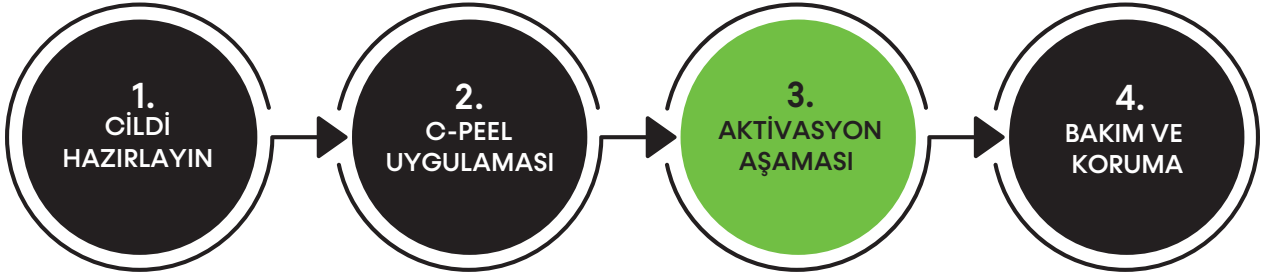 1.
CİLDİ
HAZIRLAYIN
2.
C-PEEL
UYGULAMASI
3.
AKTİVASYON
AŞAMASI
4.
BAKIM VE
KORUMA